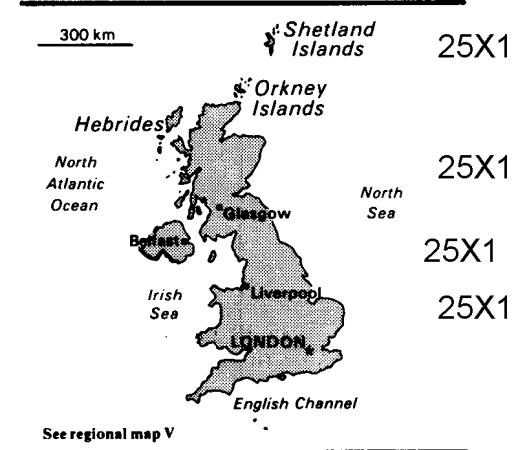 300 km
Shetland
Islands
25X1
Orkney
Islands
Hebrides
North
Atlantic
Ocean
25X1
North
Sea
Glasgow
Belfast
25X1
Irish
Sea
Liverpool
25X1
LONDON
English Channel
See regional map V